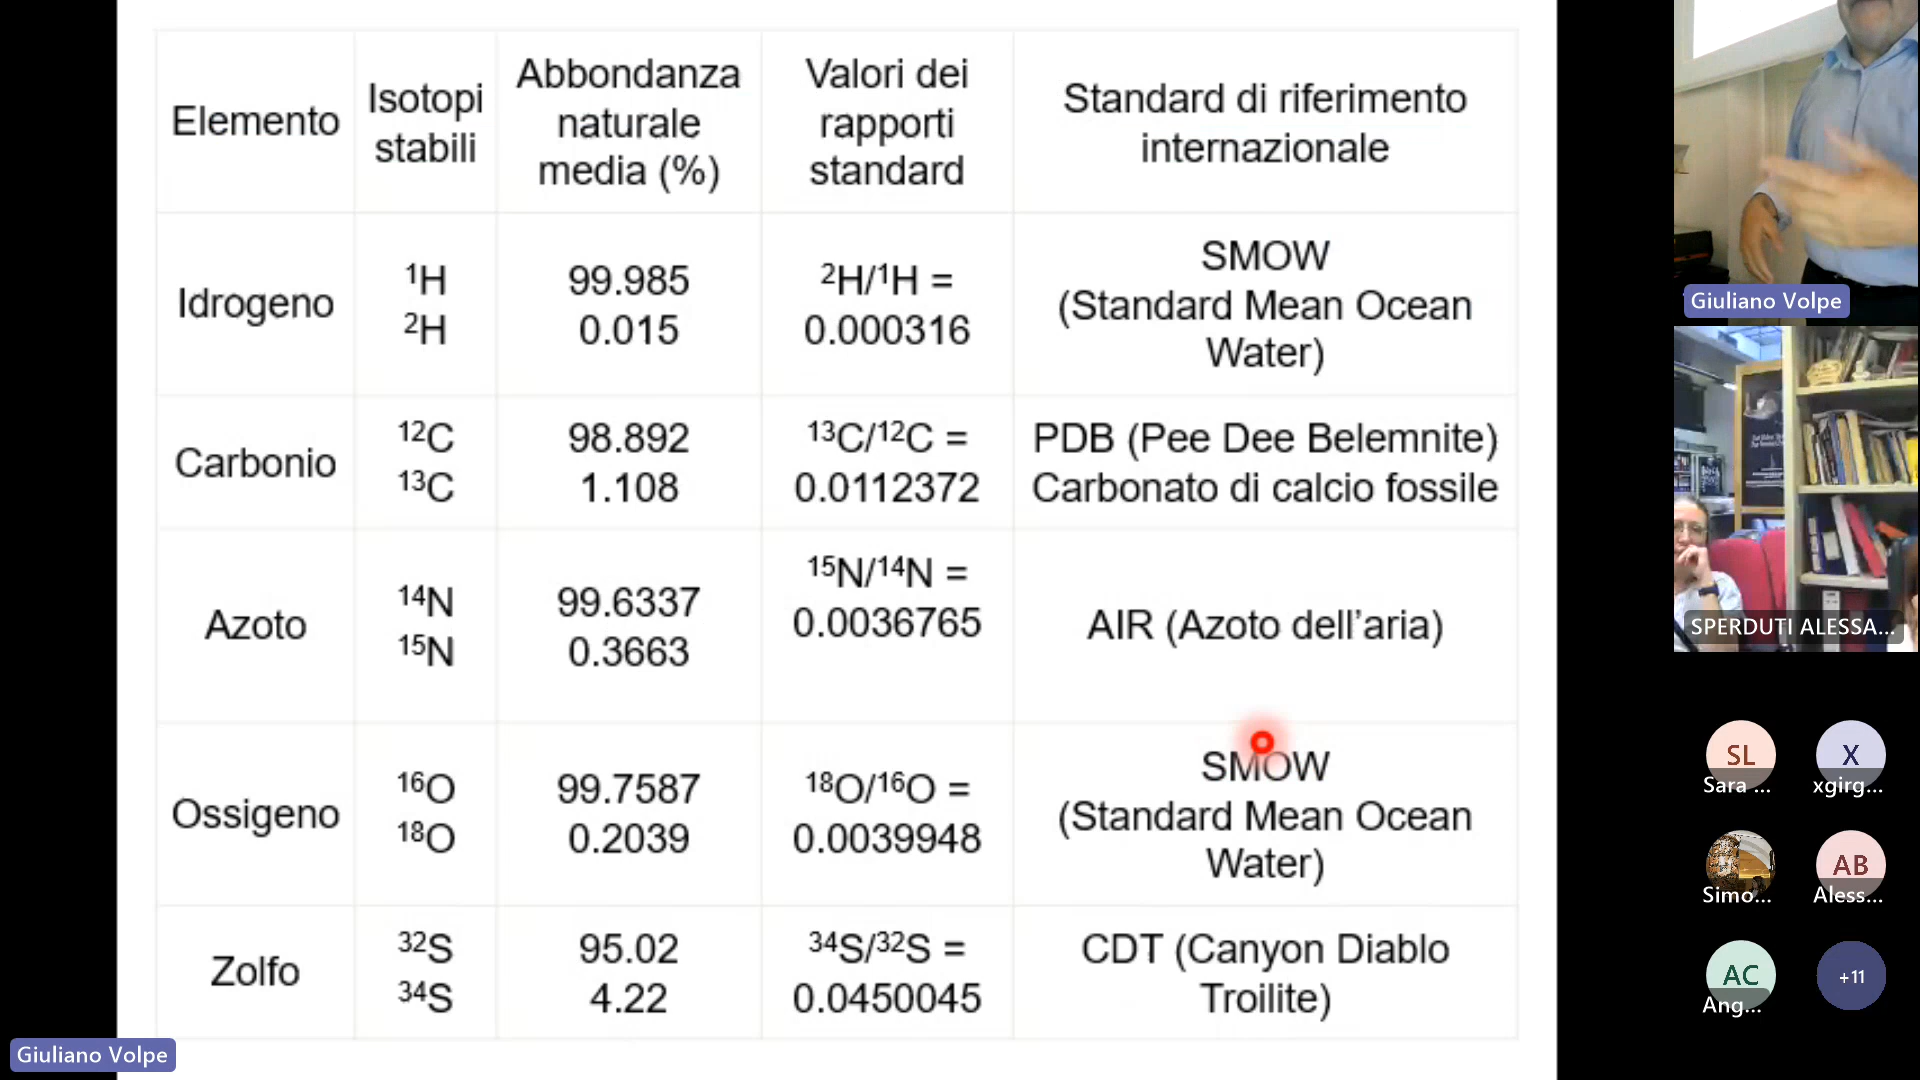 Elemento
Isotopi
stabili
Abbondanza
naturale
media (%)
Valori dei
rapporti
standard
Standard di riferimento
internazionale
Idrogeno
¹H
²H
99.985
0.015
²H/¹H =
0.000316
SMOW
(Standard Mean Ocean
Water)
Carbonio
¹²C
¹³C
98.892
1.108
¹³C/¹²C =
0.0112372
PDB (Pee Dee Belemnite)
Carbonato di calcio fossile
Azoto
¹⁴N
¹⁵N
99.6337
0.3663
¹⁵N/¹⁴N =
0.0036765
AIR (Azoto dell’aria)
Ossigeno
¹⁶O
¹⁸O
99.7587
0.2039
¹⁸O/¹⁶O =
0.0039948
SMOW
(Standard Mean Ocean
Water)
Zolfo
³²S
³⁴S
95.02
4.22
³⁴S/³²S =
0.0450045
CDT (Canyon Diablo
Troilite)
Giuliano Volpe
Giuliano Volpe
SPERDUTI ALESSA...
SL
Sara ...
X
xgirg...
Simo...
AB
Aless...
AC
Ang...
+11